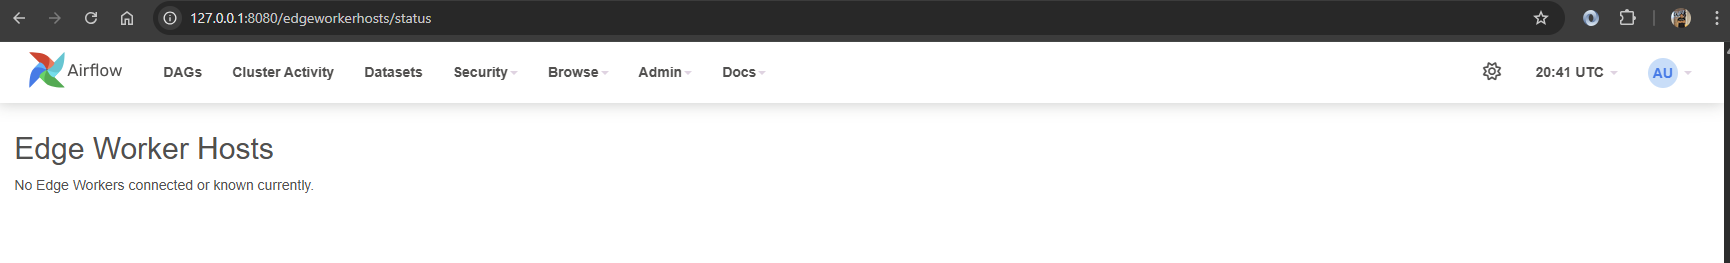 127.0.0.1:8080/edgeworkerhosts/status
Airflow DAGs Cluster Activity Datasets Security Browse Admin Docs 20:41 UTC AU
Edge Worker Hosts
No Edge Workers connected or known currently.